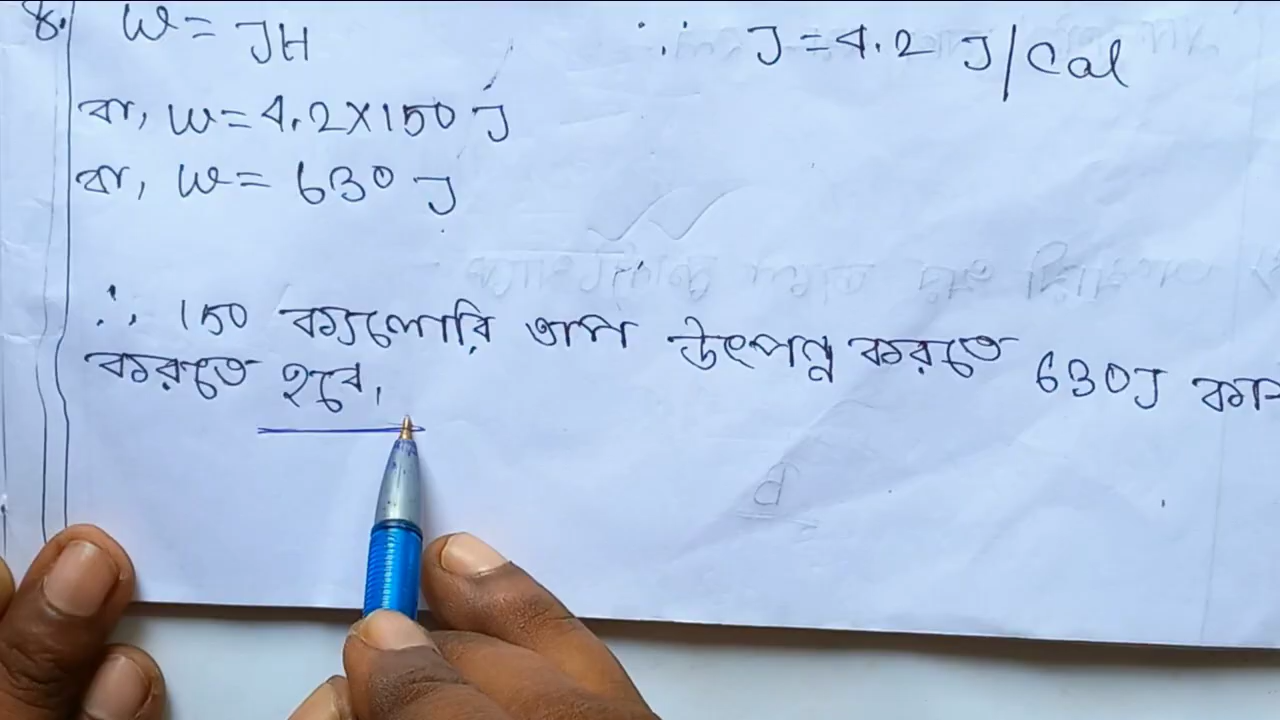 8. W = JH ∴ J = 4.2 J/Cal
বা, W = 4.2×150 J
বা, W = 630 J
∴ 150 ক্যালোরি তাপ উৎপন্ন করতে 630J
করতে হবে।